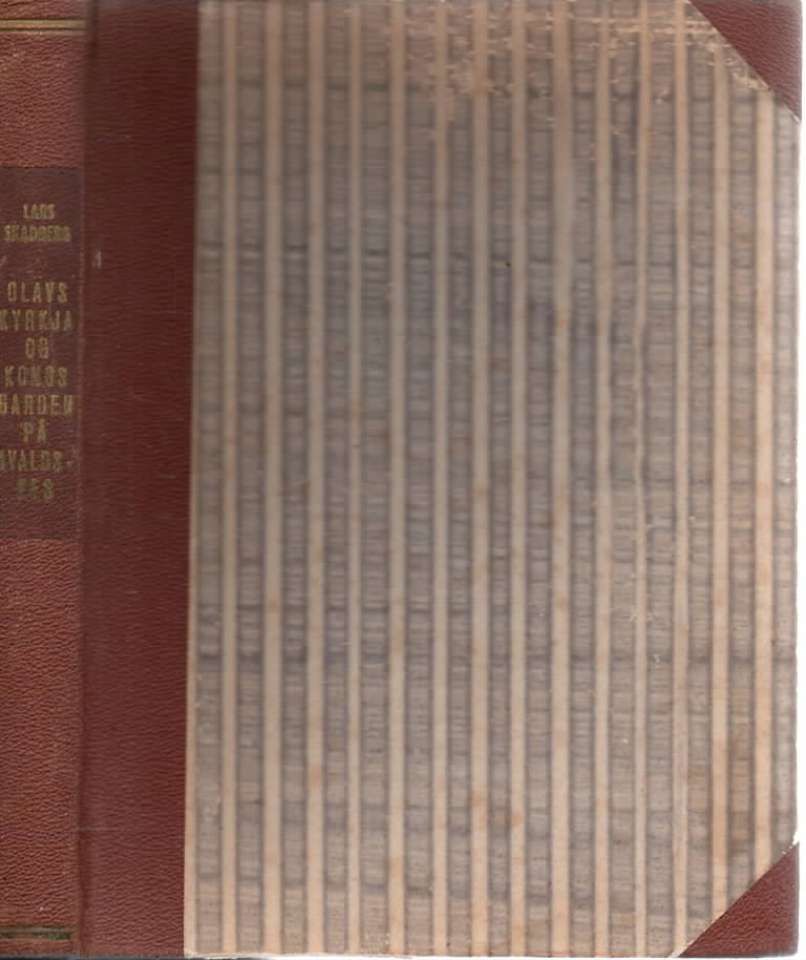 LARS
SKADBERG
OLAVS
KYRKJA
OG
KONGS
GARDEN
PÅ
AVALDS-
NES